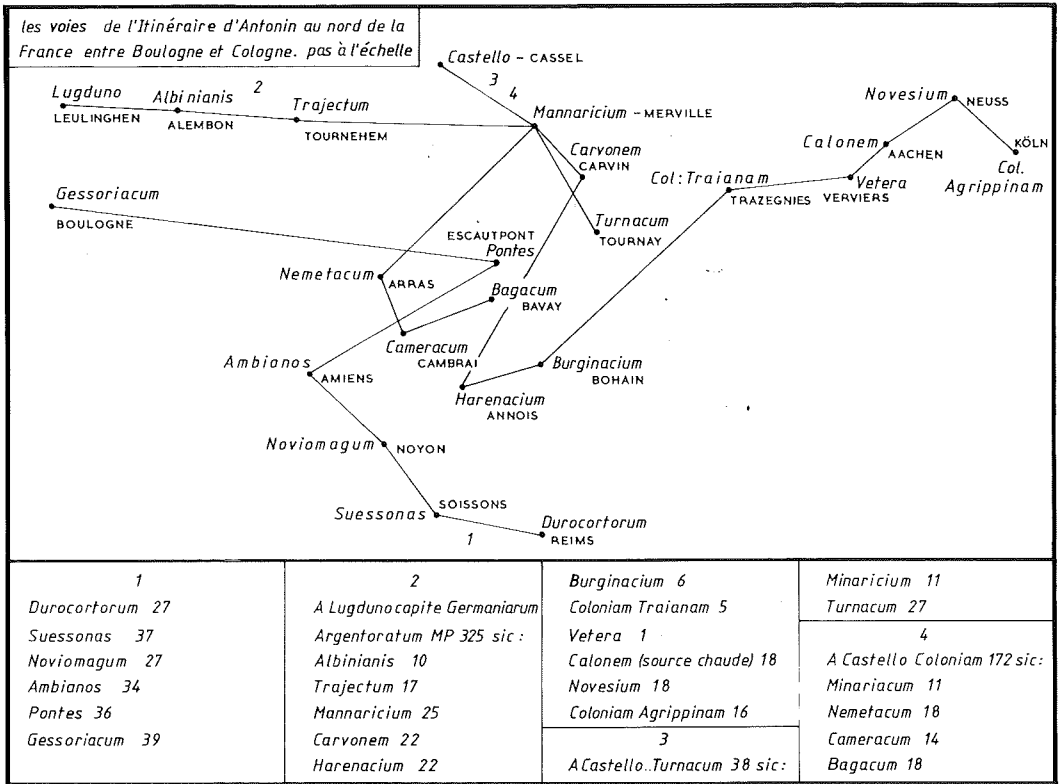 les voies de l'Itinéraire d'Antonin au nord de la
France entre Boulogne et Cologne. pas à l'échelle
Castello - CASSEL
3
4
2
Lugduno
LEULINGHEN
Albinianis
ALEMBON
Trajectum
TOURNEHEM
Mannaricium - MERVILLE
Novesium
NEUSS
Carvonem
CARVIN
Calonem
AACHEN
KÖLN
Col.
Agrippinam
Col: Traianam
TRAZEGNIES
Vetera
VERVIERS
Gessoriacum
BOULOGNE
Turnacum
TOURNAY
ESCAUTPONT
Pontes
Nemetacum
ARRAS
Bagacum
BAVAY
Cameracum
CAMBRAI
Ambianos
AMIENS
Burginacium
BOHAIN
Harenacium
ANNOIS
Noviomagum
NOYON
SOISSONS
Suessonas
1
Durocortorum
REIMS
1
Durocortorum 27
Suessonas 37
Noviomagum 27
Ambianos 34
Pontes 36
Gessoriacum 39
2
A Lugduno capite Germaniarum
Argentoratum MP 325 sic :
Albinianis 10
Trajectum 17
Mannaricium 25
Carvonem 22
Harenacium 22
Burginacium 6
Coloniam Traianam 5
Vetera 1
Calonem (source chaude) 18
Novesium 18
Coloniam Agrippinam 16
3
A Castello..Turnacum 38 sic:
Minaricium 11
Turnacum 27
4
A Castello Coloniam 172 sic:
Minariacum 11
Nemetacum 18
Cameracum 14
Bagacum 18